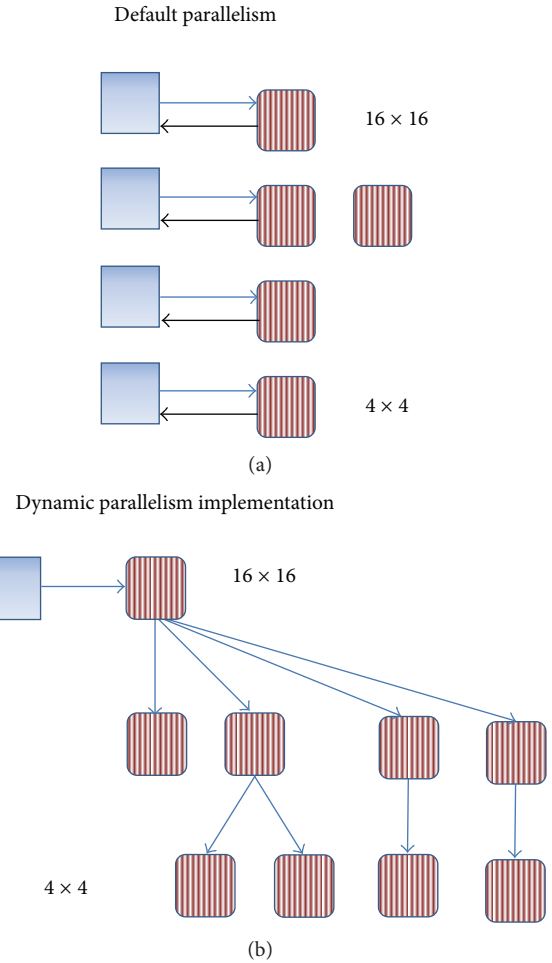 Default parallelism
16 × 16
4 × 4
(a)
Dynamic parallelism implementation
16 × 16
4 × 4
(b)